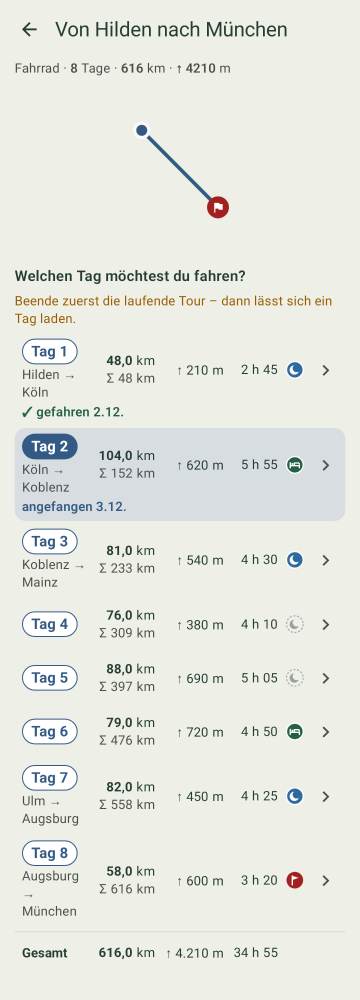 Von Hilden nach München
Fahrrad · 8 Tage · 616 km · ↑ 4210 m
Welchen Tag möchtest du fahren?
Beende zuerst die laufende Tour – dann lässt sich ein
Tag laden.
Tag 1
Hilden →
Köln
✓ gefahren 2.12.
48,0 km
Σ 48 km
↑ 210 m
2 h 45
Tag 2
Köln →
Koblenz
angefangen 3.12.
104,0 km
Σ 152 km
↑ 620 m
5 h 55
Tag 3
Koblenz →
Mainz
81,0 km
Σ 233 km
↑ 540 m
4 h 30
Tag 4
76,0 km
Σ 309 km
↑ 380 m
4 h 10
Tag 5
88,0 km
Σ 397 km
↑ 690 m
5 h 05
Tag 6
79,0 km
Σ 476 km
↑ 720 m
4 h 50
Tag 7
Ulm →
Augsburg
82,0 km
Σ 558 km
↑ 450 m
4 h 25
Tag 8
Augsburg
→
München
58,0 km
Σ 616 km
↑ 600 m
3 h 20
Gesamt 616,0 km ↑ 4.210 m 34 h 55